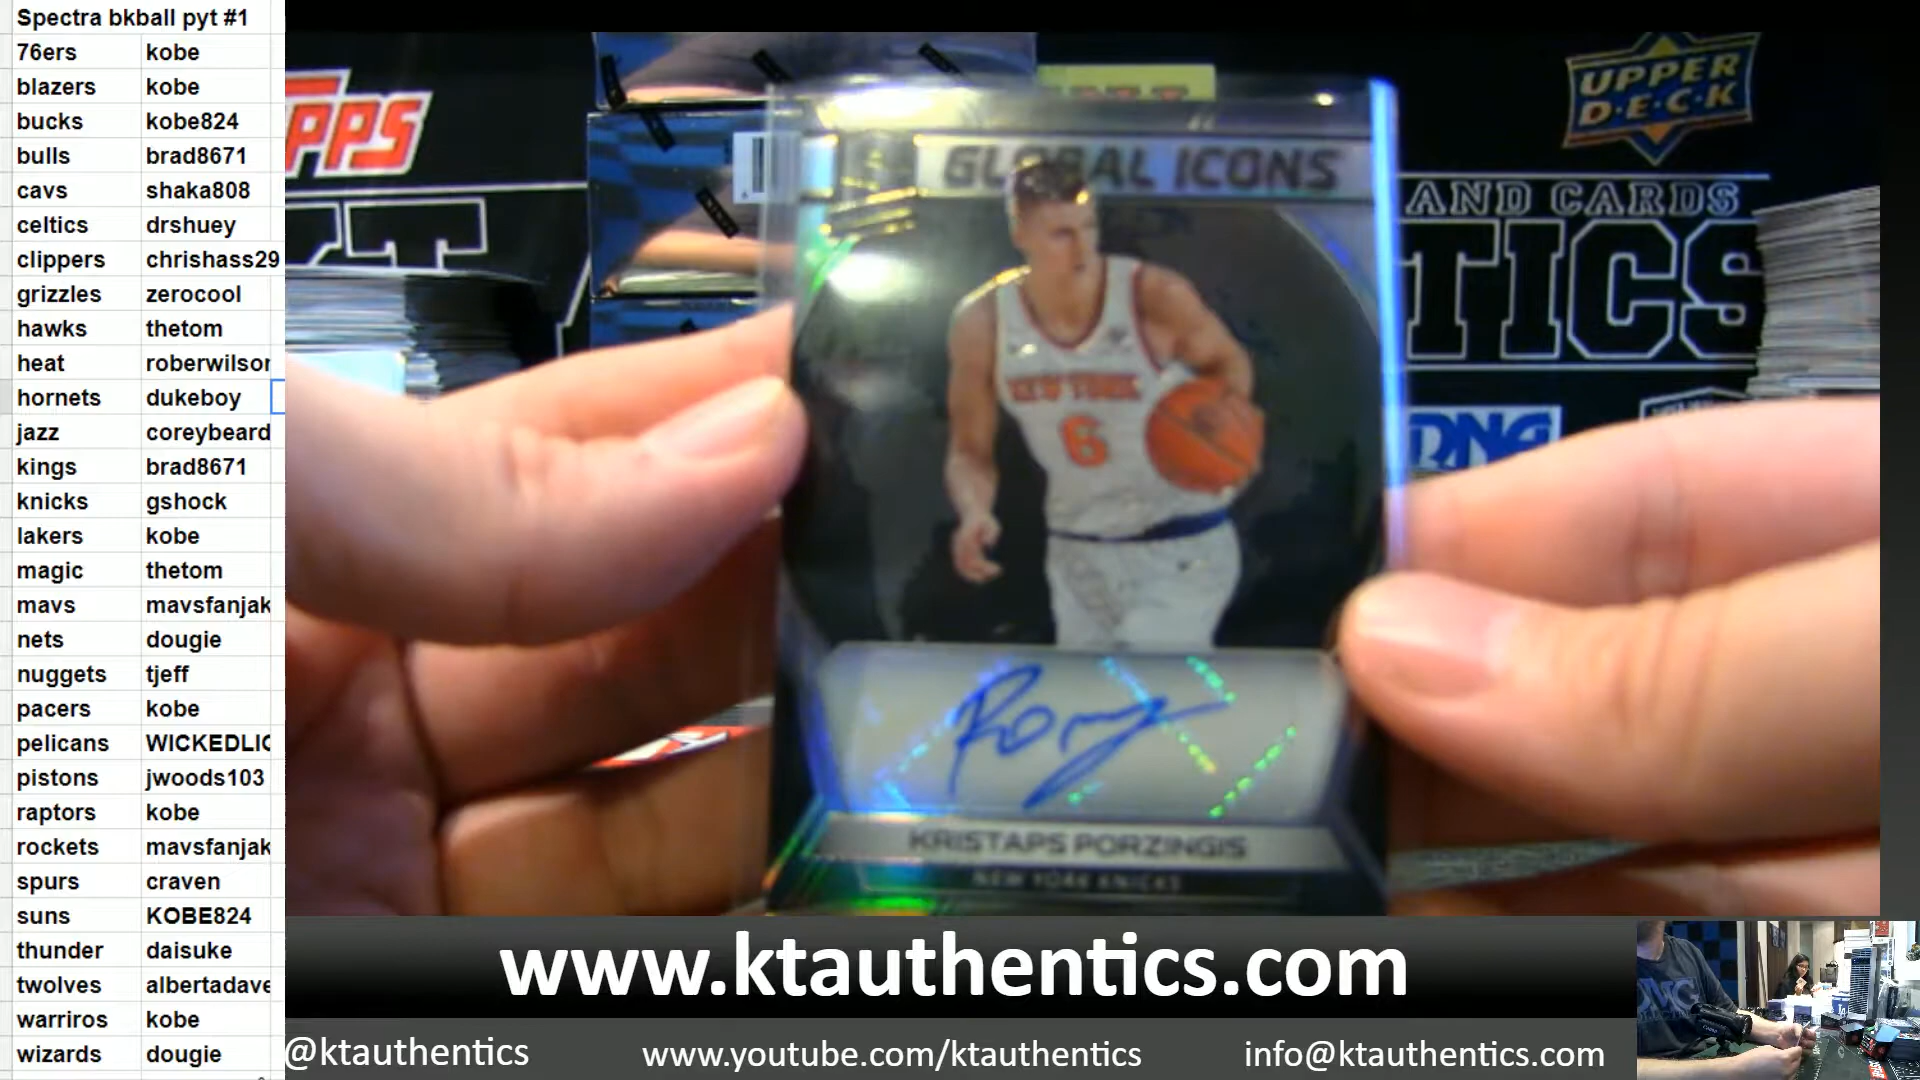 Spectra bkball pyt #1
76ers kobe
blazers kobe
bucks kobe824
bulls brad8671
cavs shaka808
celtics drshuey
clippers chrishass29
grizzles zerocool
hawks thetom
heat roberwilsor
hornets dukeboy
jazz coreybeard
kings brad8671
knicks gshock
lakers kobe
magic thetom
mavs mavsfanjak
nets dougie
nuggets tjeff
pacers kobe
pelicans WICKEDLIC
pistons jwoods103
raptors kobe
rockets mavsfanjak
spurs craven
suns KOBE824
thunder daisuke
twolves albertadave
warriros kobe
wizards dougie
PPS
UPPER
D·E·C·K
AND CARDS
TICS
GLOBAL ICONS
NEW YORK
6
KRISTAPS PORZINGIS
NEW YORK KNICKS
www.ktauthentics.com
@ktauthentics www.youtube.com/ktauthentics info@ktauthentics.com